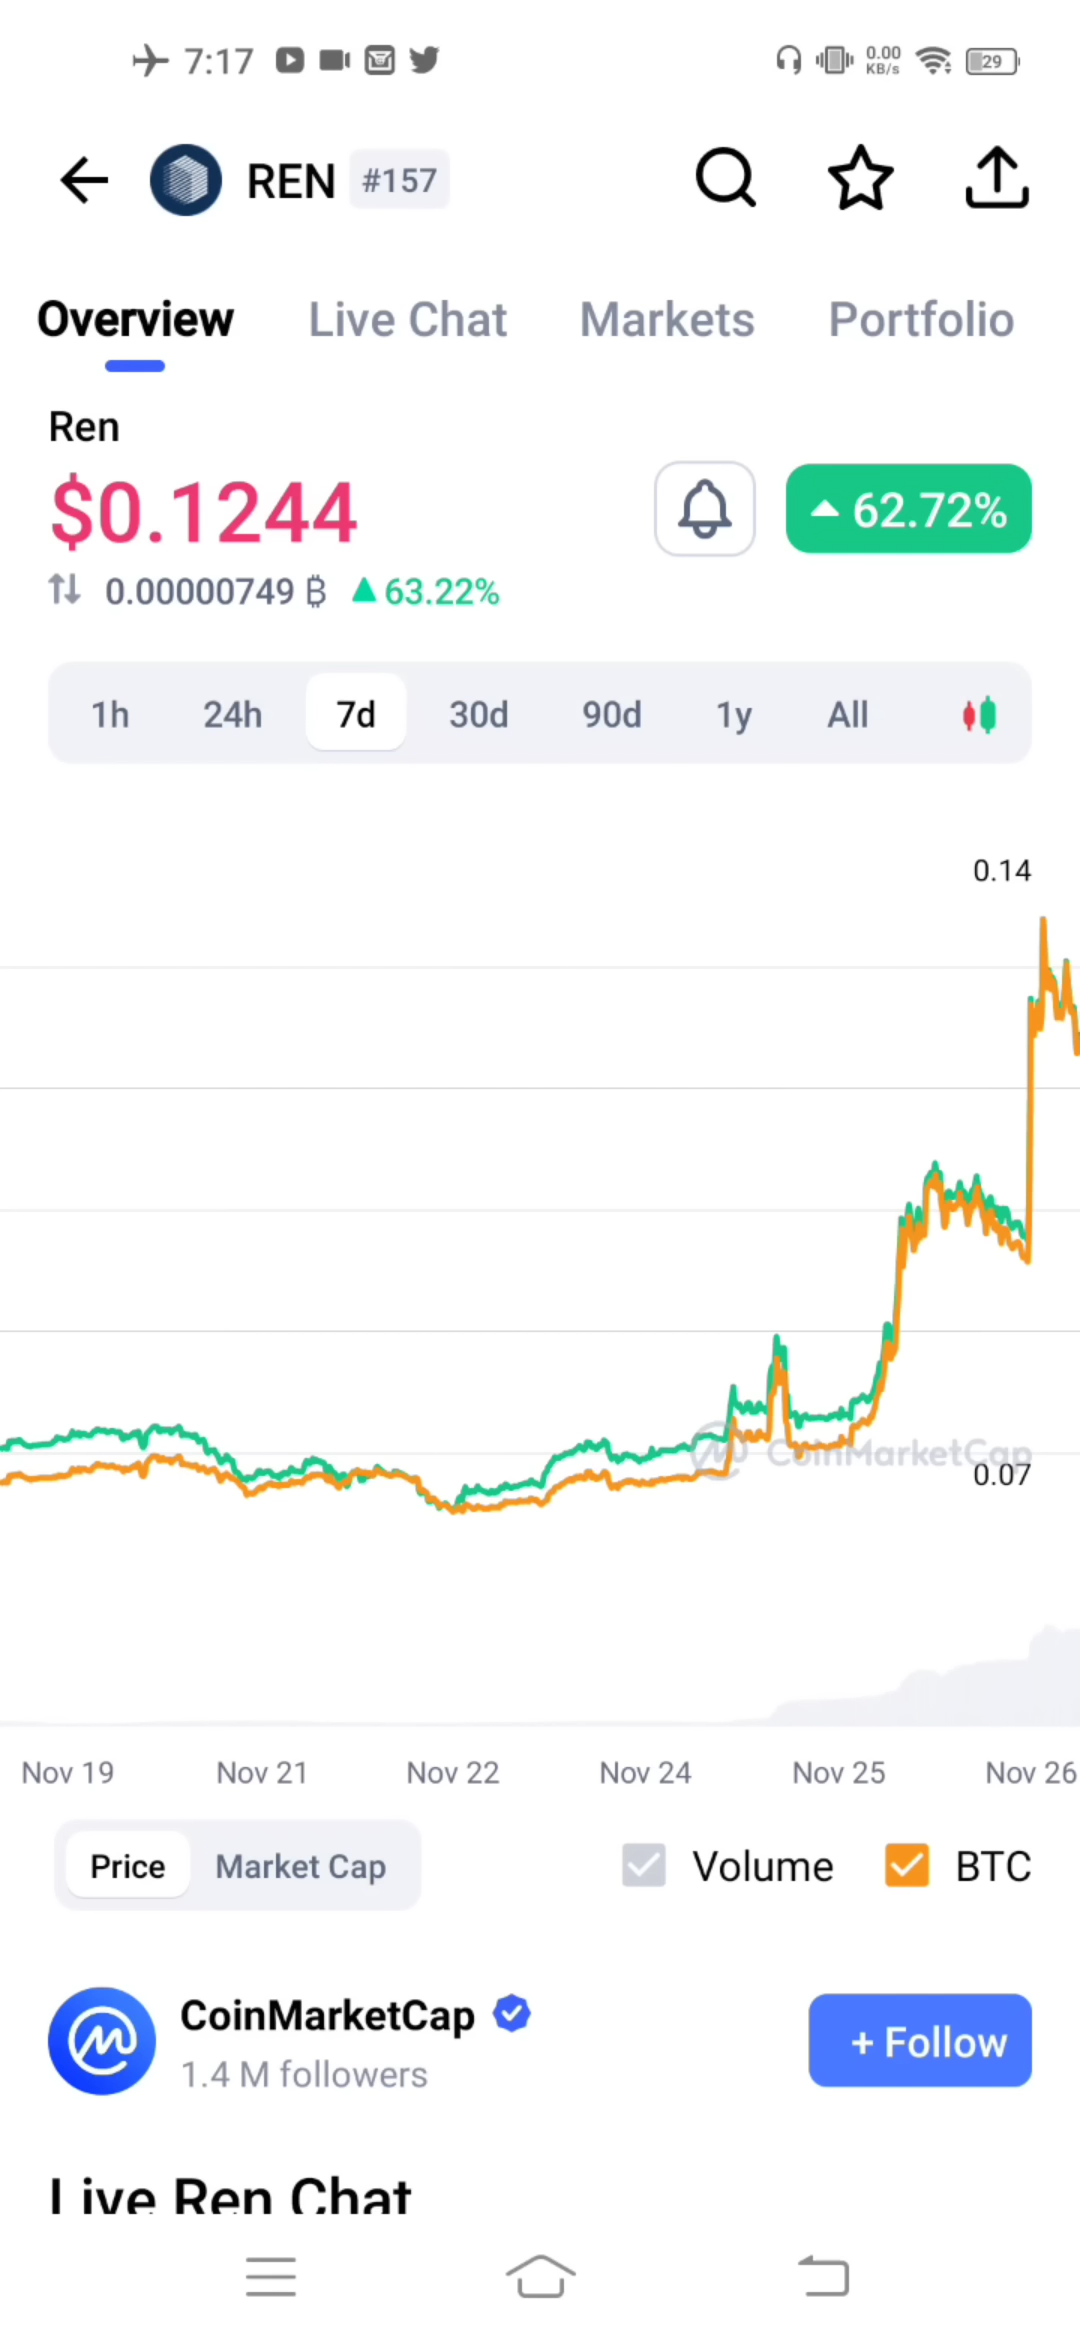 7:17 0.00 KB/s 29
REN #157
Overview Live Chat Markets Portfolio
Ren
$0.1244 62.72%
0.00000749 ₿ 63.22%
1h 24h 7d 30d 90d 1y All
0.14
CoinMarketCap
0.07
Nov 19 Nov 21 Nov 22 Nov 24 Nov 25 Nov 26
Price Market Cap Volume BTC
CoinMarketCap
+ Follow
1.4 M followers
Live Ren Chat